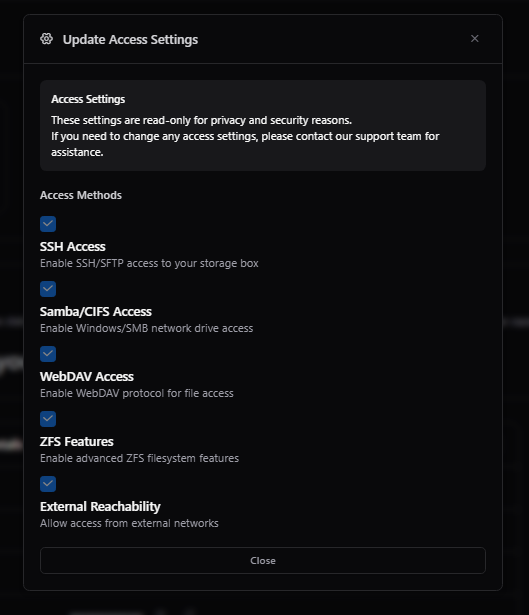 Update Access Settings
Access Settings
These settings are read-only for privacy and security reasons.
If you need to change any access settings, please contact our support team for
assistance.
Access Methods
SSH Access
Enable SSH/SFTP access to your storage box
Samba/CIFS Access
Enable Windows/SMB network drive access
WebDAV Access
Enable WebDAV protocol for file access
ZFS Features
Enable advanced ZFS filesystem features
External Reachability
Allow access from external networks
Close